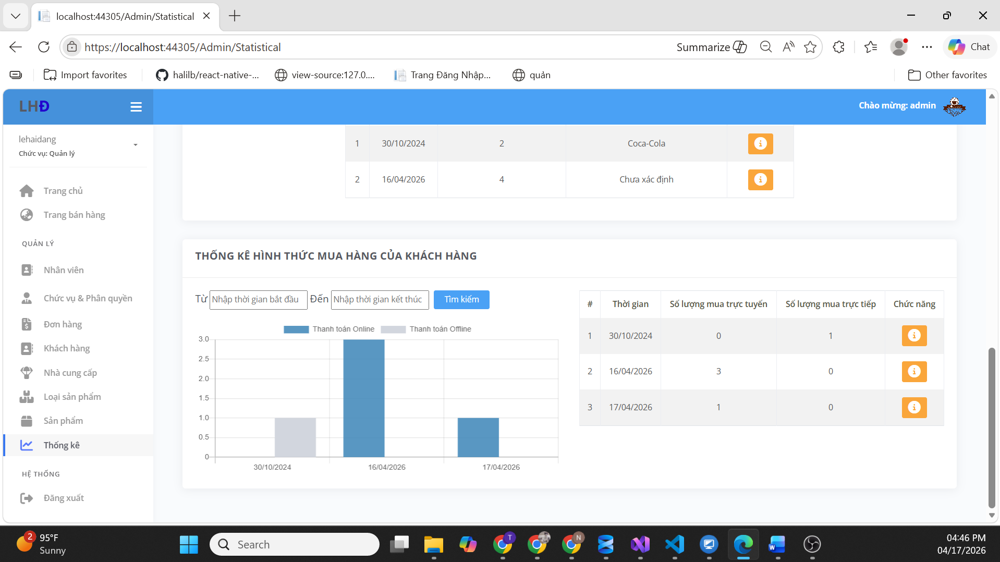 localhost:44305/Admin/Statistical
https://localhost:44305/Admin/Statistical
Summarize
Chat
Import favorites
halilb/react-native-...
view-source:127.0....
Trang Đăng Nhập...
quản
Other favorites
LHĐ
Chào mừng: admin
lehaidang
Chức vụ: Quản lý
Trang chủ
Trang bán hàng
QUẢN LÝ
Nhân viên
Chức vụ & Phân quyền
Đơn hàng
Khách hàng
Nhà cung cấp
Loại sản phẩm
Sản phẩm
Thống kê
HỆ THỐNG
Đăng xuất
1 30/10/2024 2 Coca-Cola
2 16/04/2026 4 Chưa xác định
THỐNG KÊ HÌNH THỨC MUA HÀNG CỦA KHÁCH HÀNG
Từ Nhập thời gian bắt đầu Đến Nhập thời gian kết thúc Tìm kiếm
Thanh toán Online Thanh toán Offline
3.0
2.5
2.0
1.5
1.0
0.5
0
30/10/2024 16/04/2026 17/04/2026
# Thời gian Số lượng mua trực tuyến Số lượng mua trực tiếp Chức năng
1 30/10/2024 0 1
2 16/04/2026 3 0
3 17/04/2026 1 0
2
95°F
Sunny
Search
T
N
04:46 PM
04/17/2026